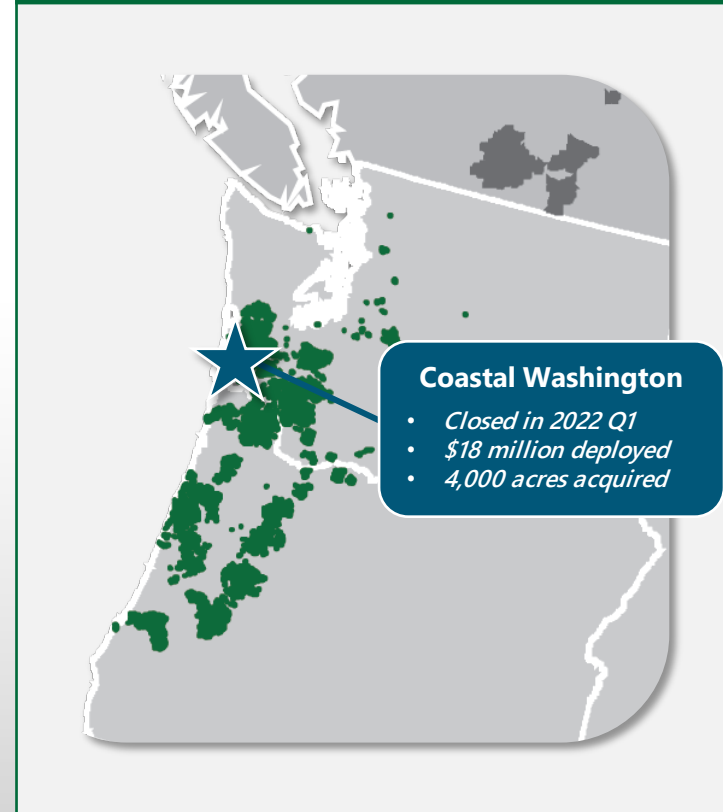 Coastal Washington
• Closed in 2022 Q1
• $18 million deployed
• 4,000 acres acquired